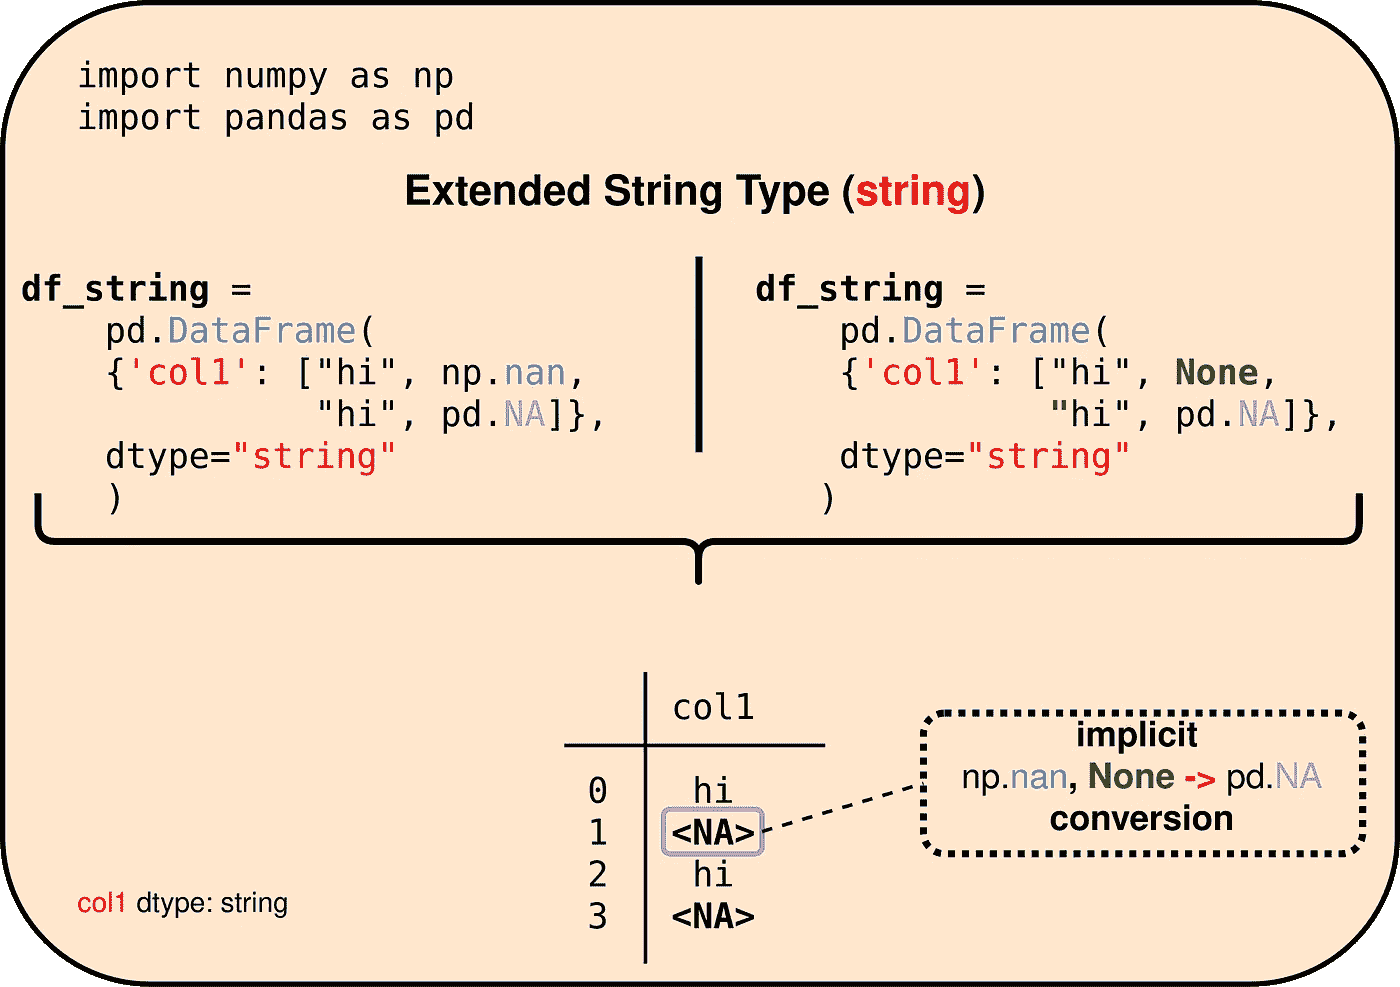 import numpy as np
import pandas as pd
Extended String Type (string)
df_string =
pd.DataFrame(
{'col1': ["hi", np.nan,
"hi", pd.NA]},
dtype="string"
)
df_string =
pd.DataFrame(
{'col1': ["hi", None,
"hi", pd.NA]},
dtype="string"
)
col1
0 hi
1 <NA>
2 hi
3 <NA>
implicit
np.nan, None -> pd.NA
conversion
col1 dtype: string